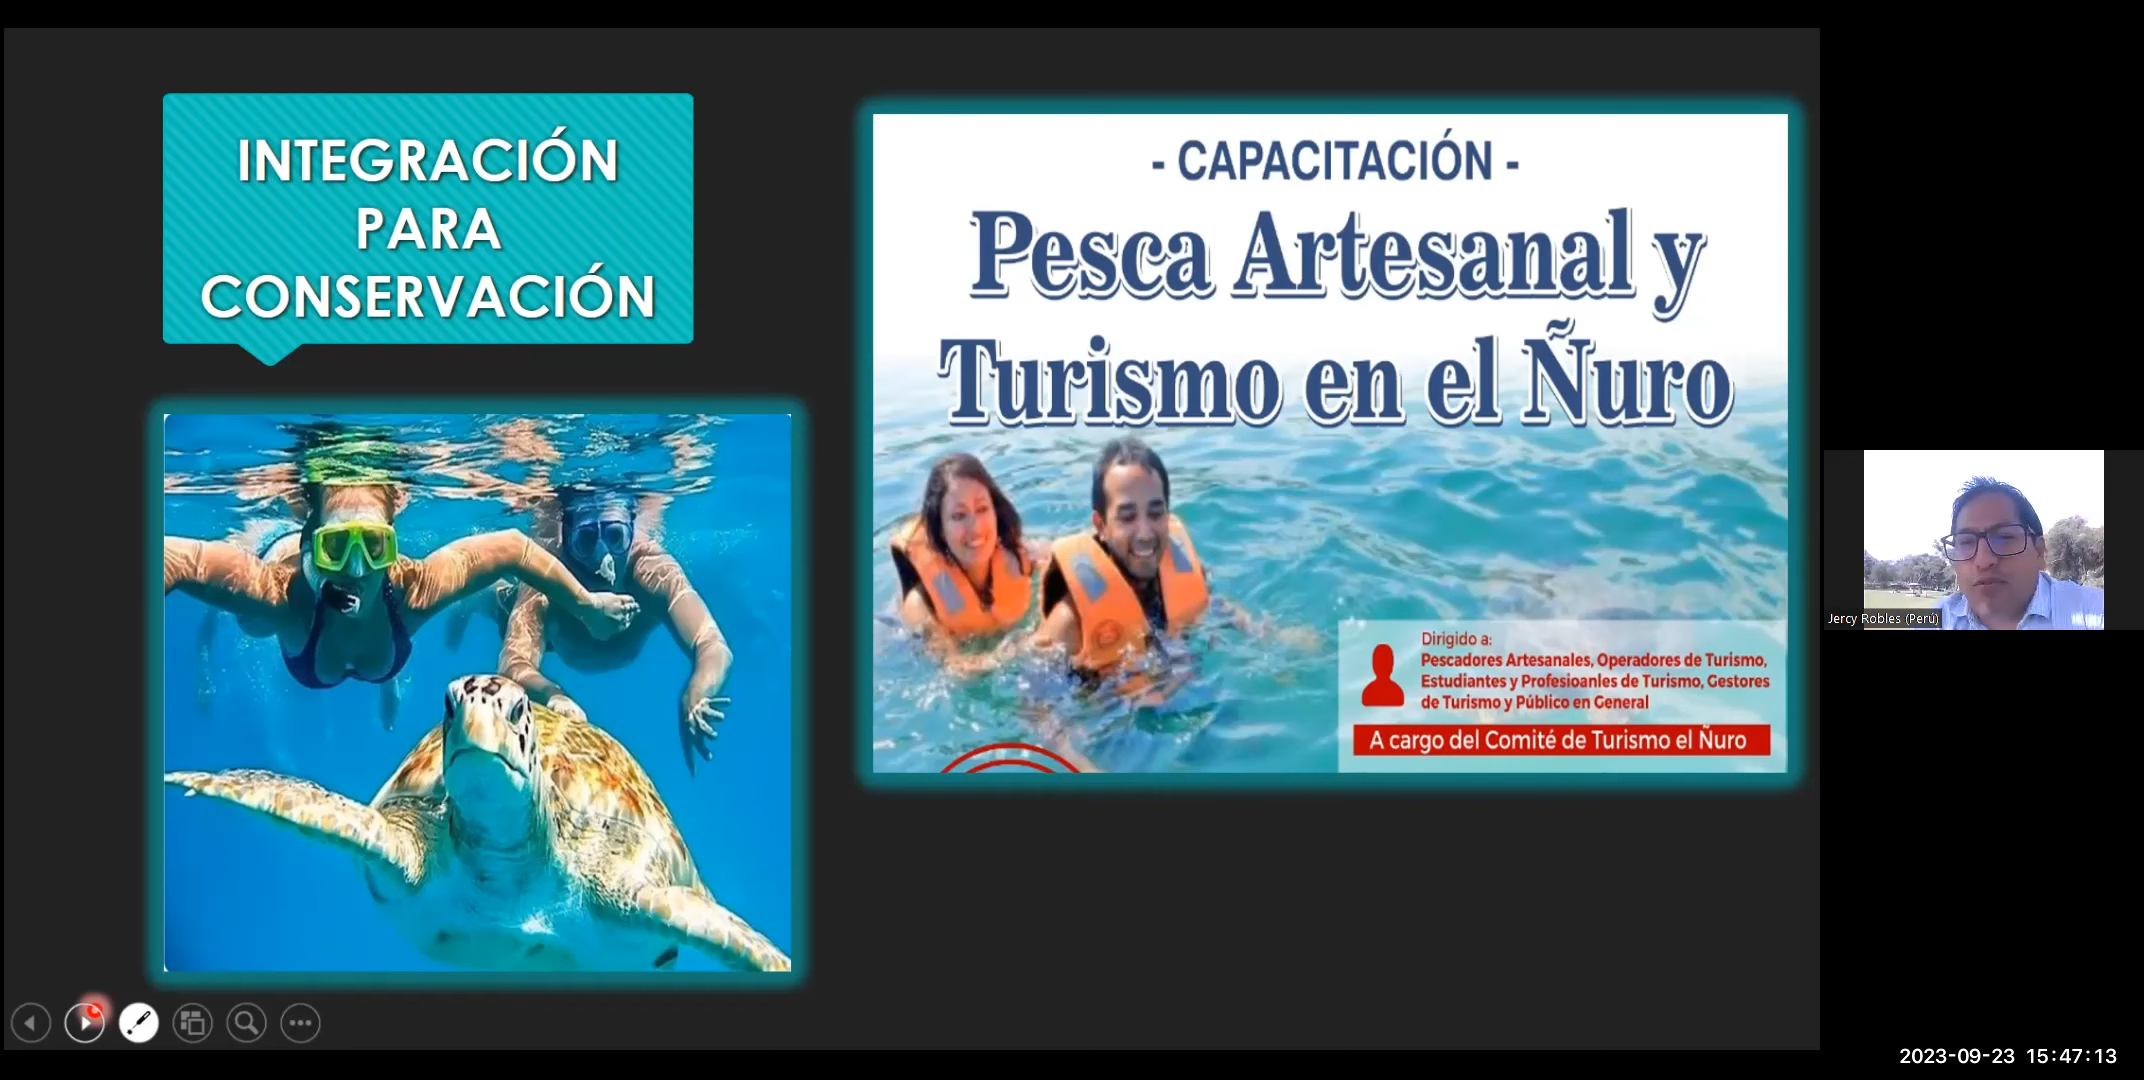 INTEGRACIÓN
PARA
CONSERVACIÓN
- CAPACITACIÓN -
Pesca Artesanal y
Turismo en el Ñuro
Dirigido a:
Pescadores Artesanales, Operadores de Turismo,
Estudiantes y Profesioanles de Turismo, Gestores
de Turismo y Público en General
A cargo del Comité de Turismo el Ñuro
Jercy Robles (Perú)
2023-09-23 15:47:13